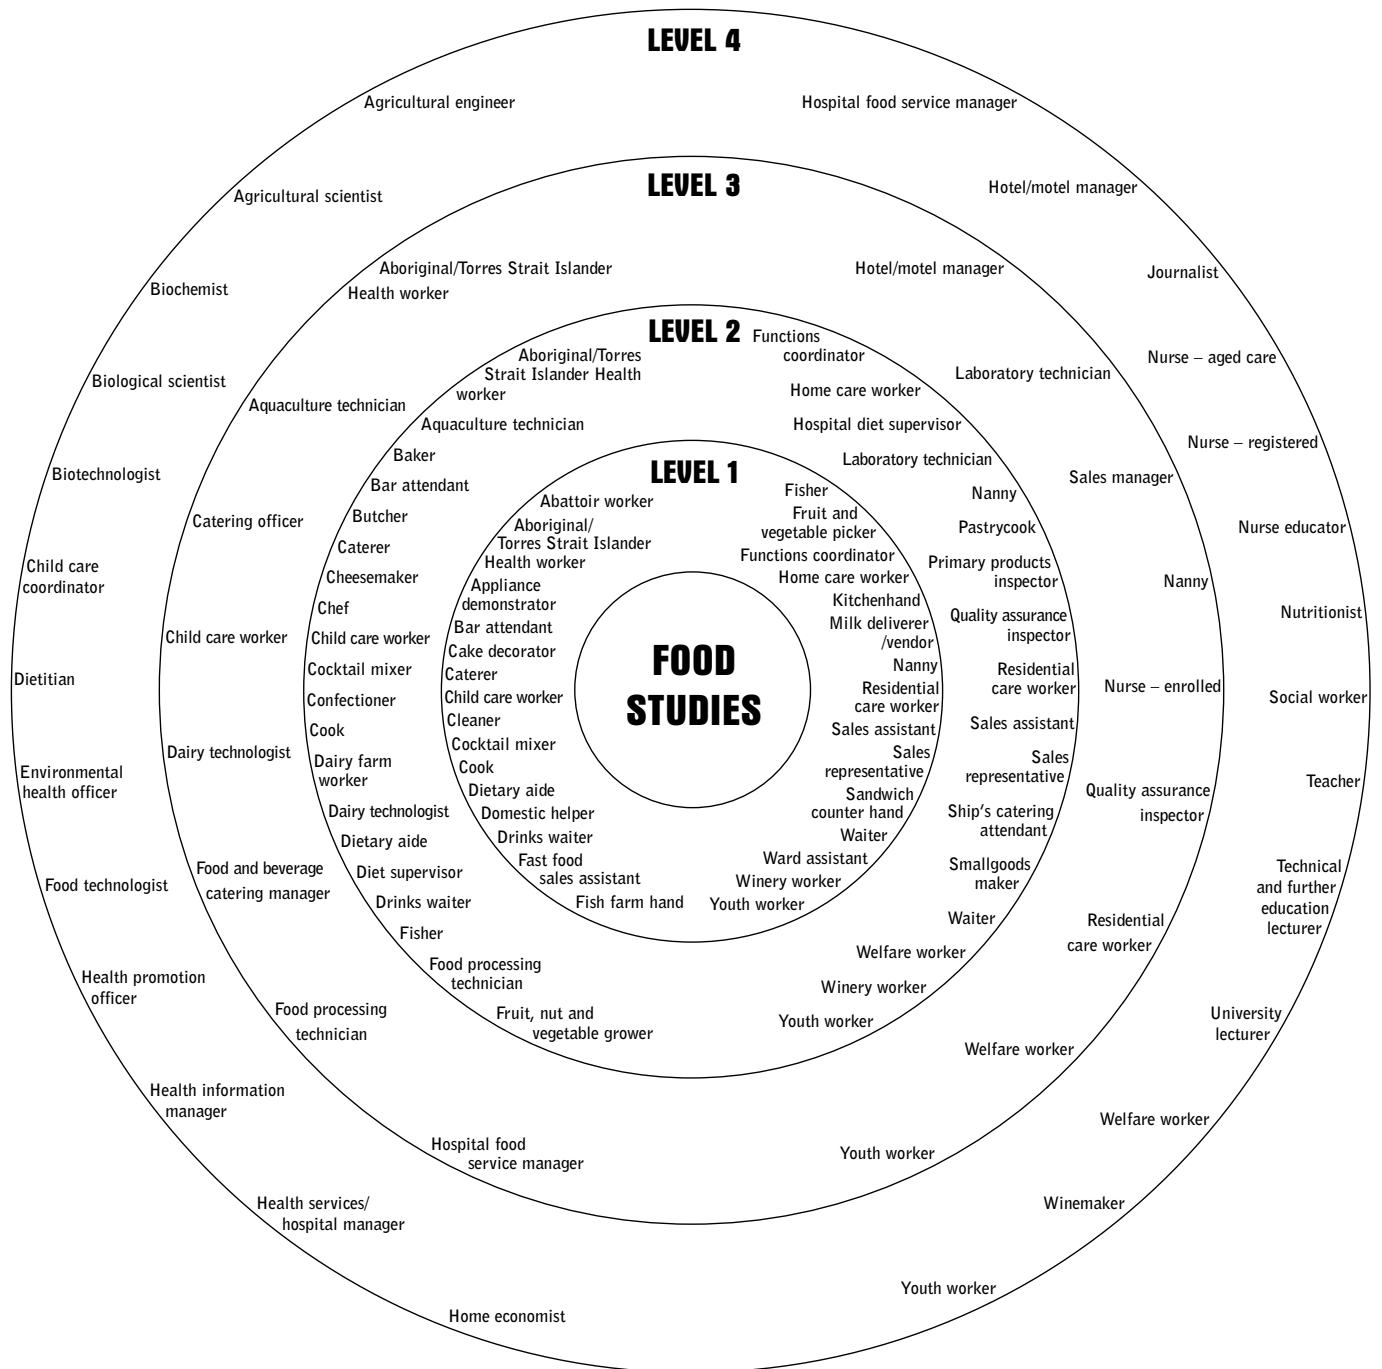 LEVEL 4
Agricultural engineer
Agricultural scientist
Biochemist
Biological scientist
Biotechnologist
Child care
coordinator
Dietitian
Environmental
health officer
Food technologist
Health promotion
officer
Health information
manager
Health services/
hospital manager
Home economist
Hospital food service manager
Hotel/motel manager
Journalist
Nurse – aged care
Nurse – registered
Nurse educator
Nutritionist
Social worker
Teacher
Technical
and further
education
lecturer
University
lecturer
Welfare worker
Winemaker
Youth worker
LEVEL 3
Aboriginal/Torres Strait Islander
Health worker
Aquaculture technician
Catering officer
Child care worker
Dairy technologist
Food and beverage
catering manager
Food processing
technician
Hospital food
service manager
Hotel/motel manager
Laboratory technician
Sales manager
Nanny
Nurse – enrolled
Quality assurance
inspector
Residential
care worker
Welfare worker
Youth worker
LEVEL 2
Aboriginal/Torres
Strait Islander Health
worker
Aquaculture technician
Baker
Bar attendant
Butcher
Caterer
Cheesemaker
Chef
Child care worker
Cocktail mixer
Confectioner
Cook
Dairy farm
worker
Dairy technologist
Dietary aide
Diet supervisor
Drinks waiter
Fisher
Food processing
technician
Fruit, nut and
vegetable grower
Functions
coordinator
Home care worker
Hospital diet supervisor
Laboratory technician
Nanny
Pastrycook
Primary products
inspector
Quality assurance
inspector
Residential
care worker
Sales assistant
Sales
representative
Ship's catering
attendant
Smallgoods
maker
Waiter
Welfare worker
Winery worker
Youth worker
LEVEL 1
Abattoir worker
Aboriginal/
Torres Strait Islander
Health worker
Appliance
demonstrator
Bar attendant
Cake decorator
Caterer
Child care worker
Cleaner
Cocktail mixer
Cook
Dietary aide
Domestic helper
Drinks waiter
Fast food
sales assistant
Fish farm hand
Fisher
Fruit and
vegetable picker
Functions coordinator
Home care worker
Kitchenhand
Milk deliverer
/vendor
Nanny
Residential
care worker
Sales assistant
Sales
representative
Sandwich
counter hand
Waiter
Ward assistant
Winery worker
Youth worker
FOOD
STUDIES